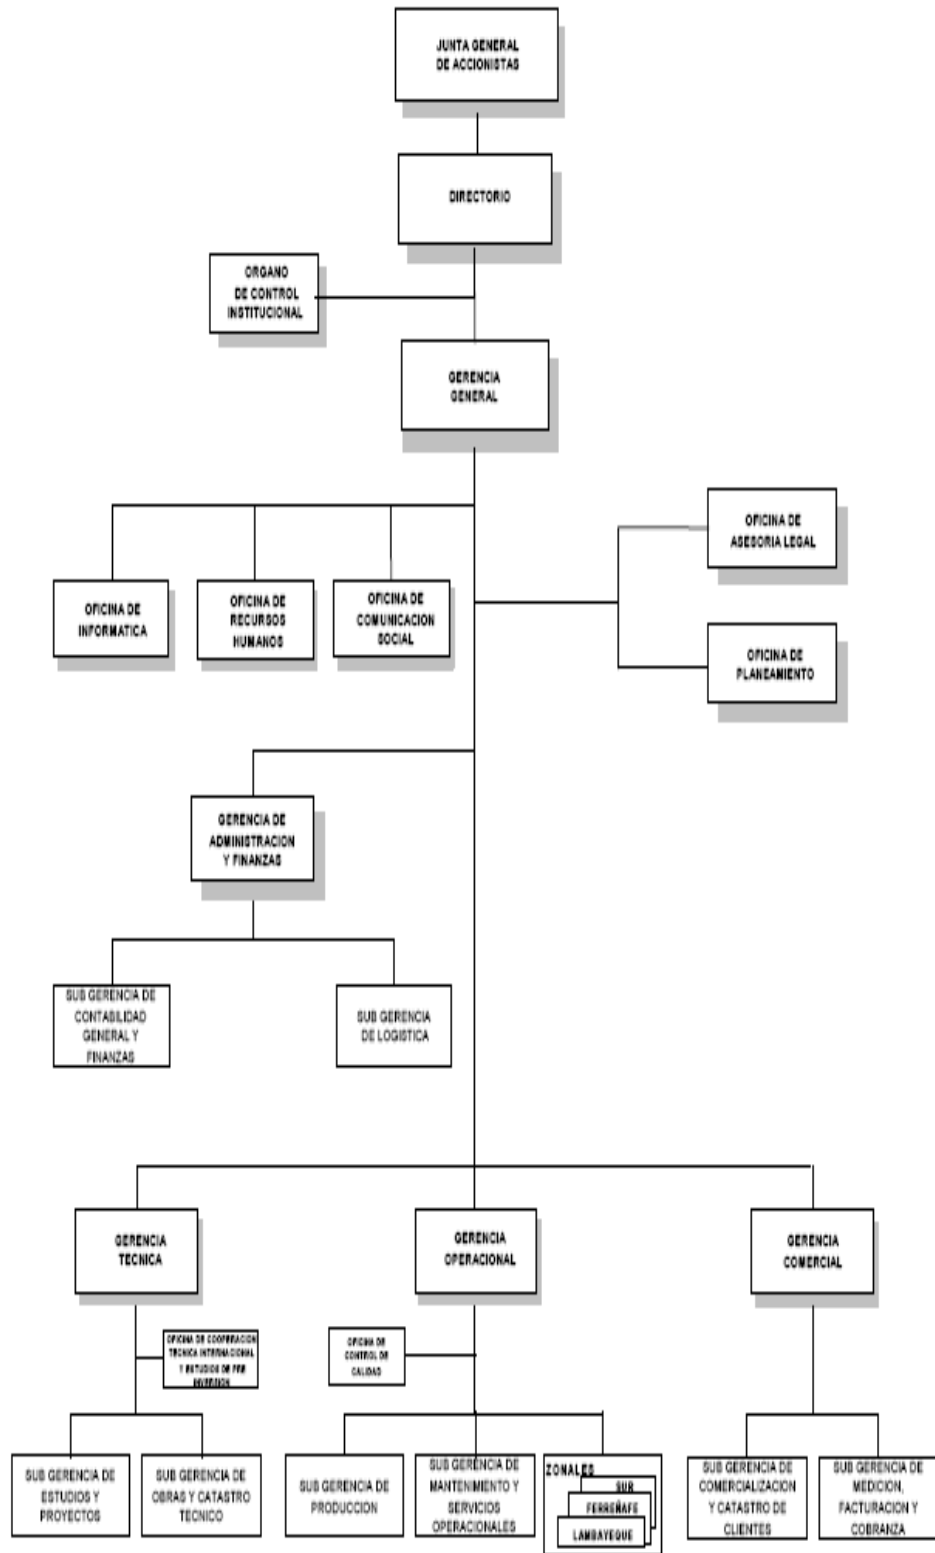 JUNTA GENERAL
DE ACCIONISTAS
DIRECTORIO
ORGANO
DE CONTROL
INSTITUCIONAL
GERENCIA
GENERAL
OFICINA DE
ASESORIA LEGAL
OFICINA DE
INFORMATICA
OFICINA DE
RECURSOS
HUMANOS
OFICINA DE
COMUNICACION
SOCIAL
OFICINA DE
PLANEAMIENTO
GERENCIA DE
ADMINISTRACION
Y FINANZAS
SUB GERENCIA DE
CONTABILIDAD
GENERAL Y
FINANZAS
SUB GERENCIA
DE LOGISTICA
GERENCIA
TECNICA
GERENCIA
OPERACIONAL
GERENCIA
COMERCIAL
OFICINA DE COOPERACION
TECNICA INTERNACIONAL
Y ESTUDIOS DE PRE
INVERSION
OFICINA DE
CONTROL DE
CALIDAD
SUB GERENCIA DE
ESTUDIOS Y
PROYECTOS
SUB GERENCIA DE
OBRAS Y CATASTRO
TECNICO
SUB GERENCIA DE
PRODUCCION
SUB GERENCIA DE
MANTENIMIENTO Y
SERVICIOS
OPERACIONALES
ZONALES
SUR
FERREÑAFE
LAMBAYEQUE
SUB GERENCIA DE
COMERCIALIZACION
Y CATASTRO DE
CLIENTES
SUB GERENCIA DE
MEDICION,
FACTURACION Y
COBRANZA